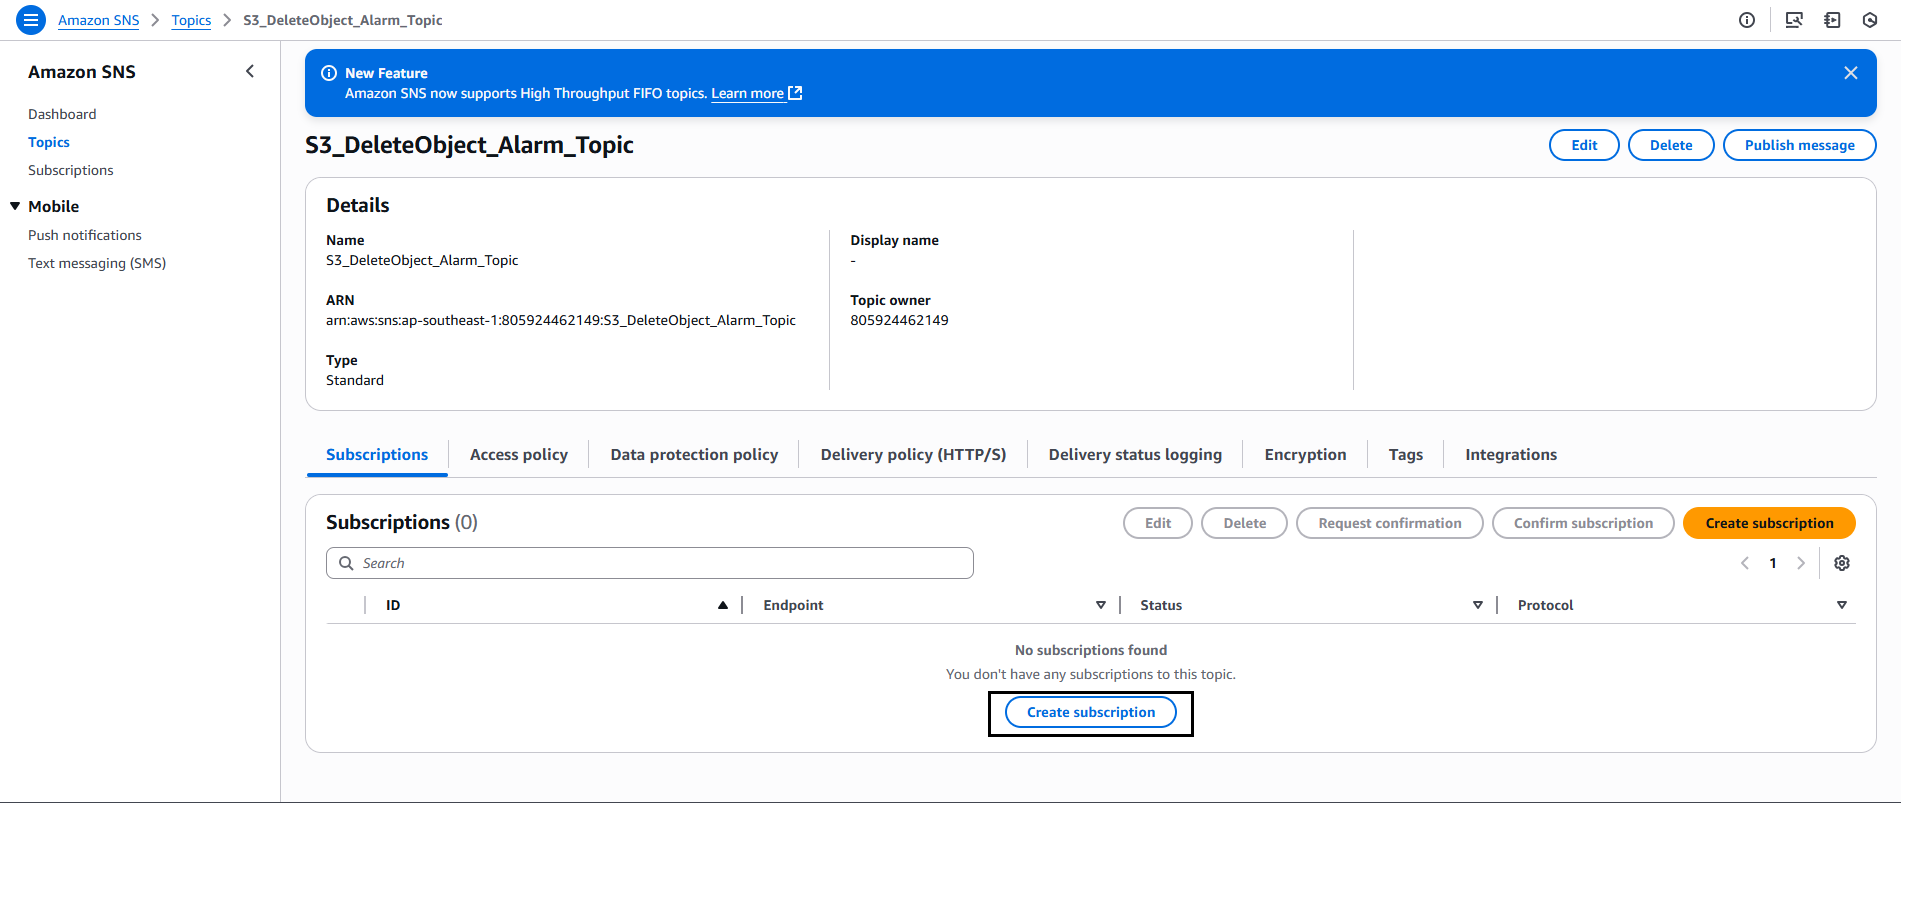 Amazon SNS > Topics > S3_DeleteObject_Alarm_Topic
Amazon SNS
Dashboard
Topics
Subscriptions
Mobile
Push notifications
Text messaging (SMS)
New Feature
Amazon SNS now supports High Throughput FIFO topics. Learn more
S3_DeleteObject_Alarm_Topic
Edit Delete Publish message
Details
Name
S3_DeleteObject_Alarm_Topic
ARN
arn:aws:sns:ap-southeast-1:805924462149:S3_DeleteObject_Alarm_Topic
Type
Standard
Display name
-
Topic owner
805924462149
Subscriptions Access policy Data protection policy Delivery policy (HTTP/S) Delivery status logging Encryption Tags Integrations
Subscriptions (0)
Edit Delete Request confirmation Confirm subscription Create subscription
Search
1
ID Endpoint Status Protocol
No subscriptions found
You don't have any subscriptions to this topic.
Create subscription